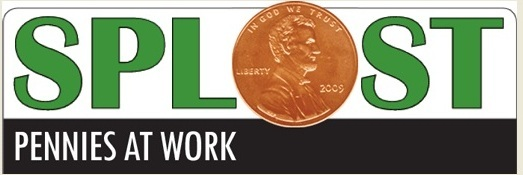 SPLOST
IN GOD WE TRUST
LIBERTY
2009
PENNIES AT WORK